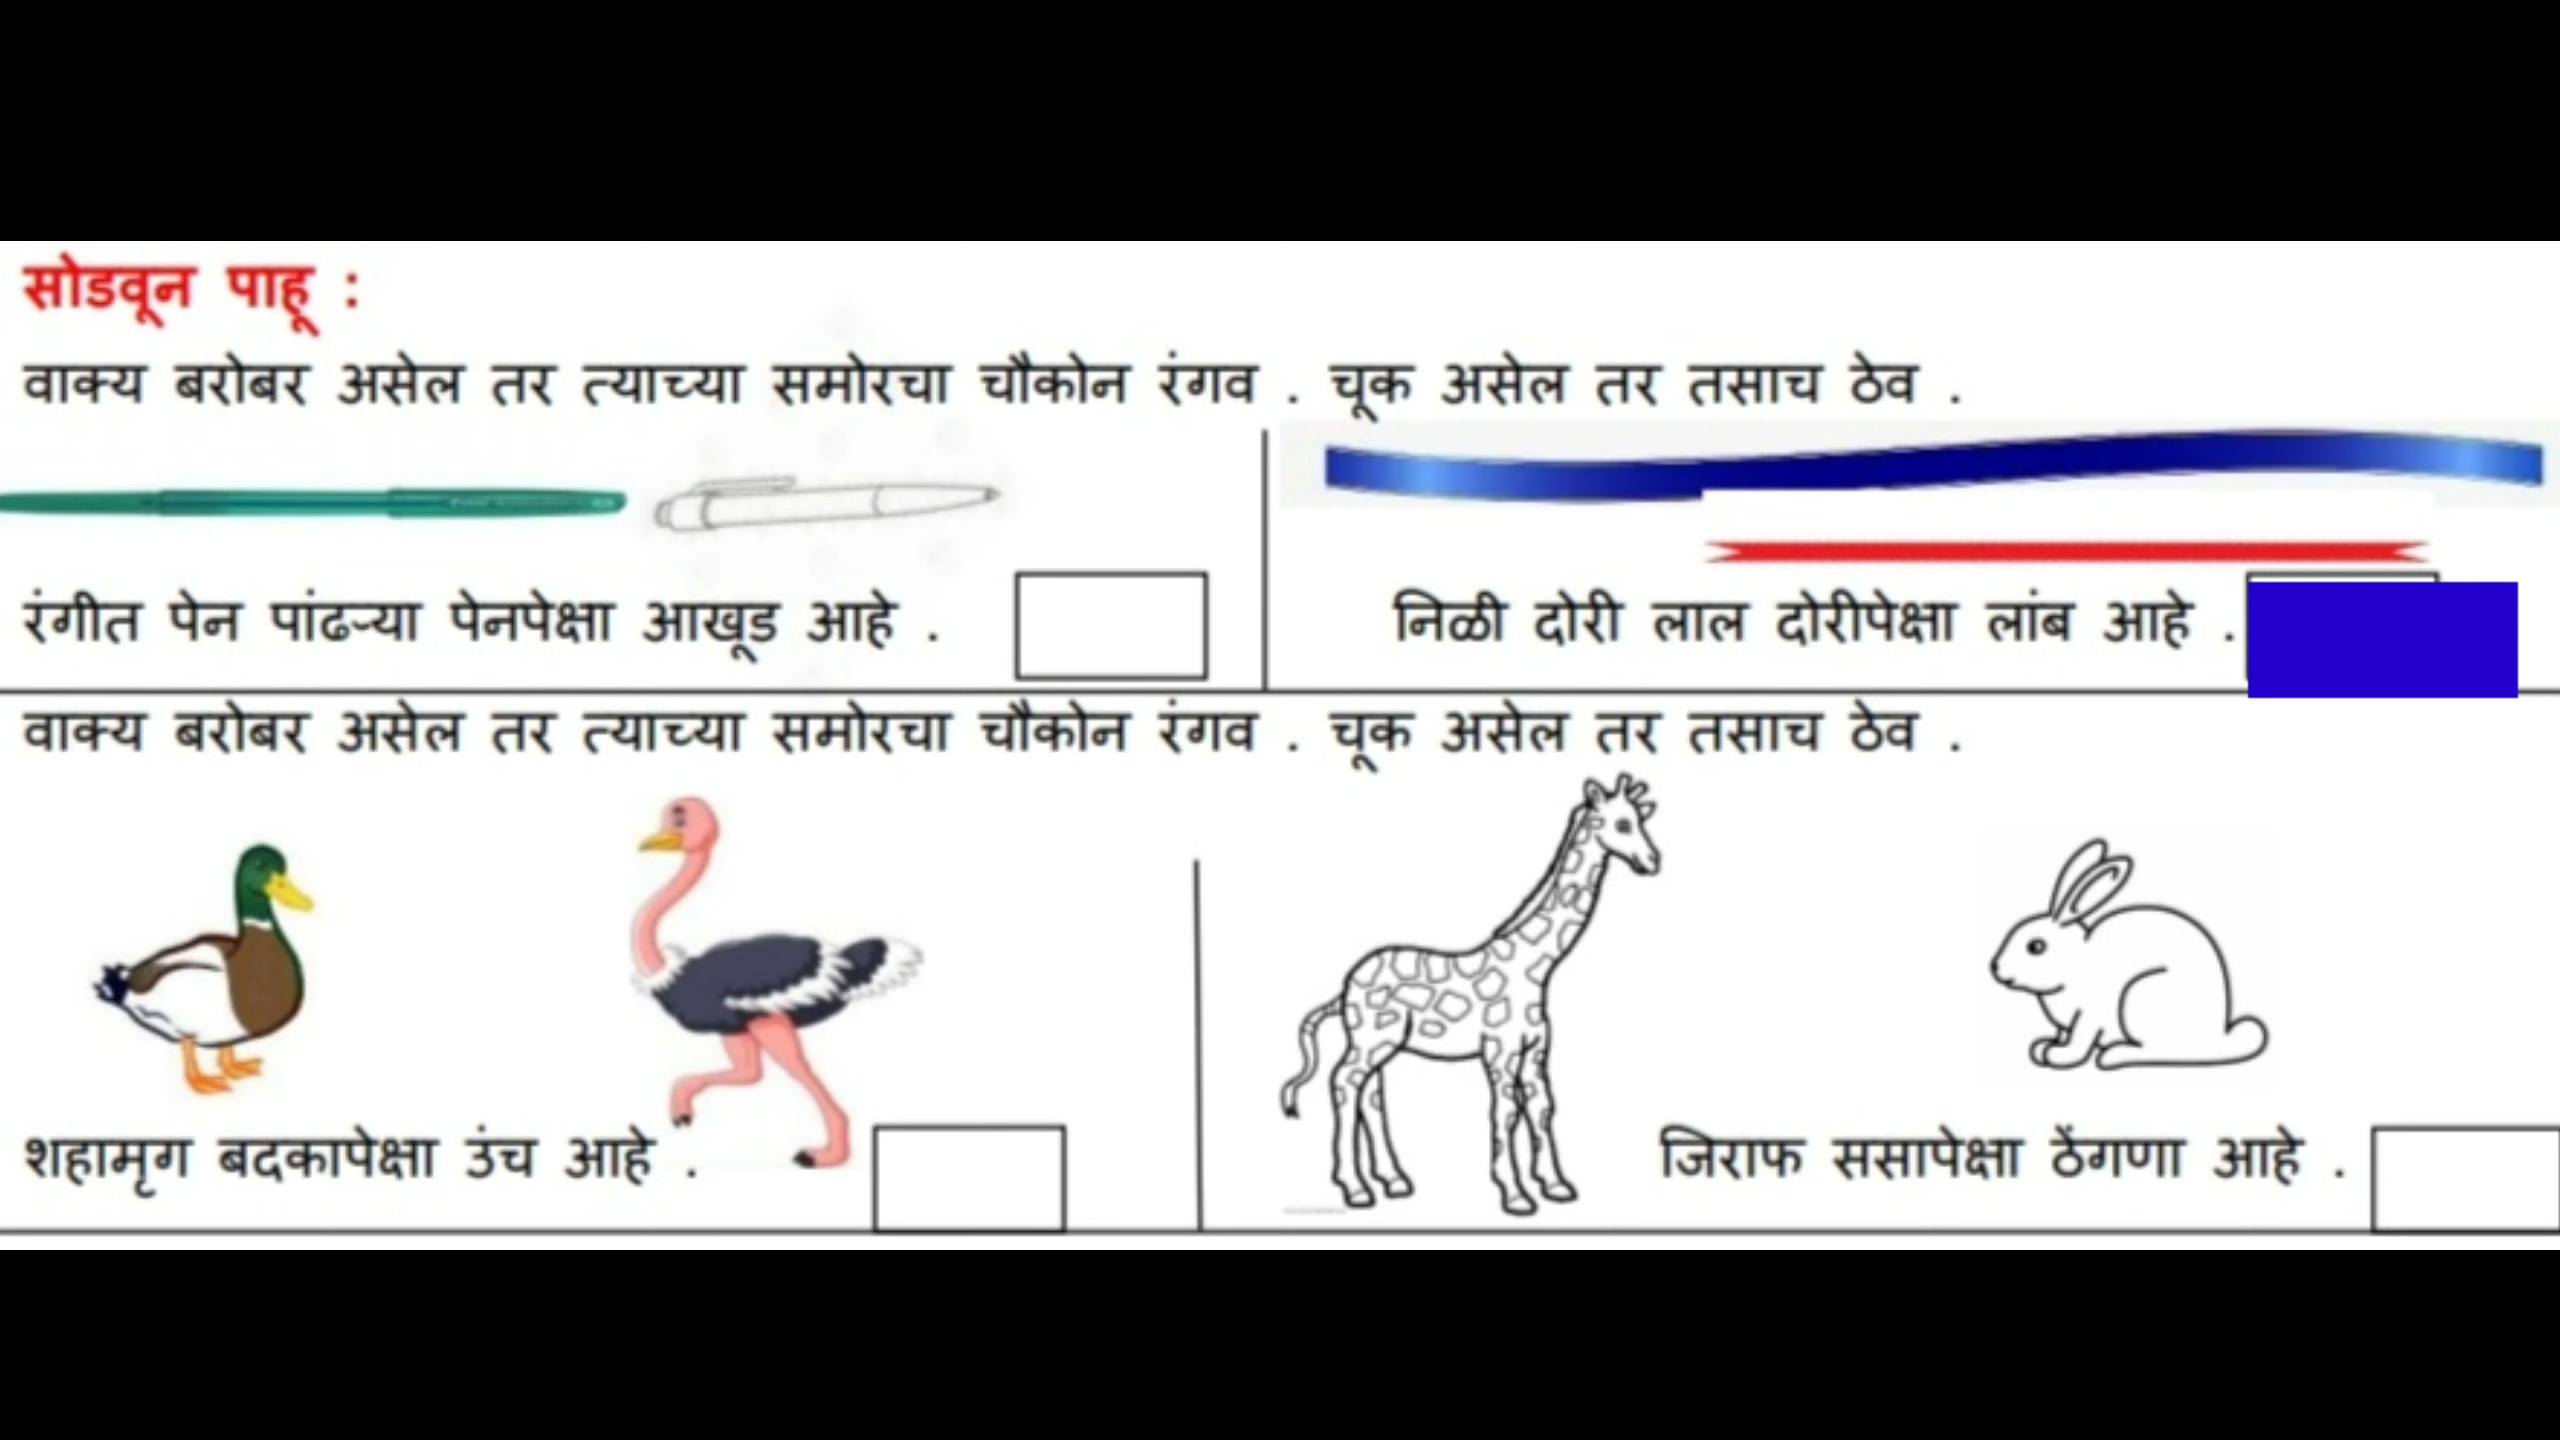 सोडवून पाहू :
वाक्य बरोबर असेल तर त्याच्या समोरचा चौकोन रंगव . चूक असेल तर तसाच ठेव .
रंगीत पेन पांढऱ्या पेनपेक्षा आखूड आहे .
निळी दोरी लाल दोरीपेक्षा लांब आहे .
वाक्य बरोबर असेल तर त्याच्या समोरचा चौकोन रंगव . चूक असेल तर तसाच ठेव .
शहामृग बदकापेक्षा उंच आहे .
जिराफ ससापेक्षा ठेंगणा आहे .